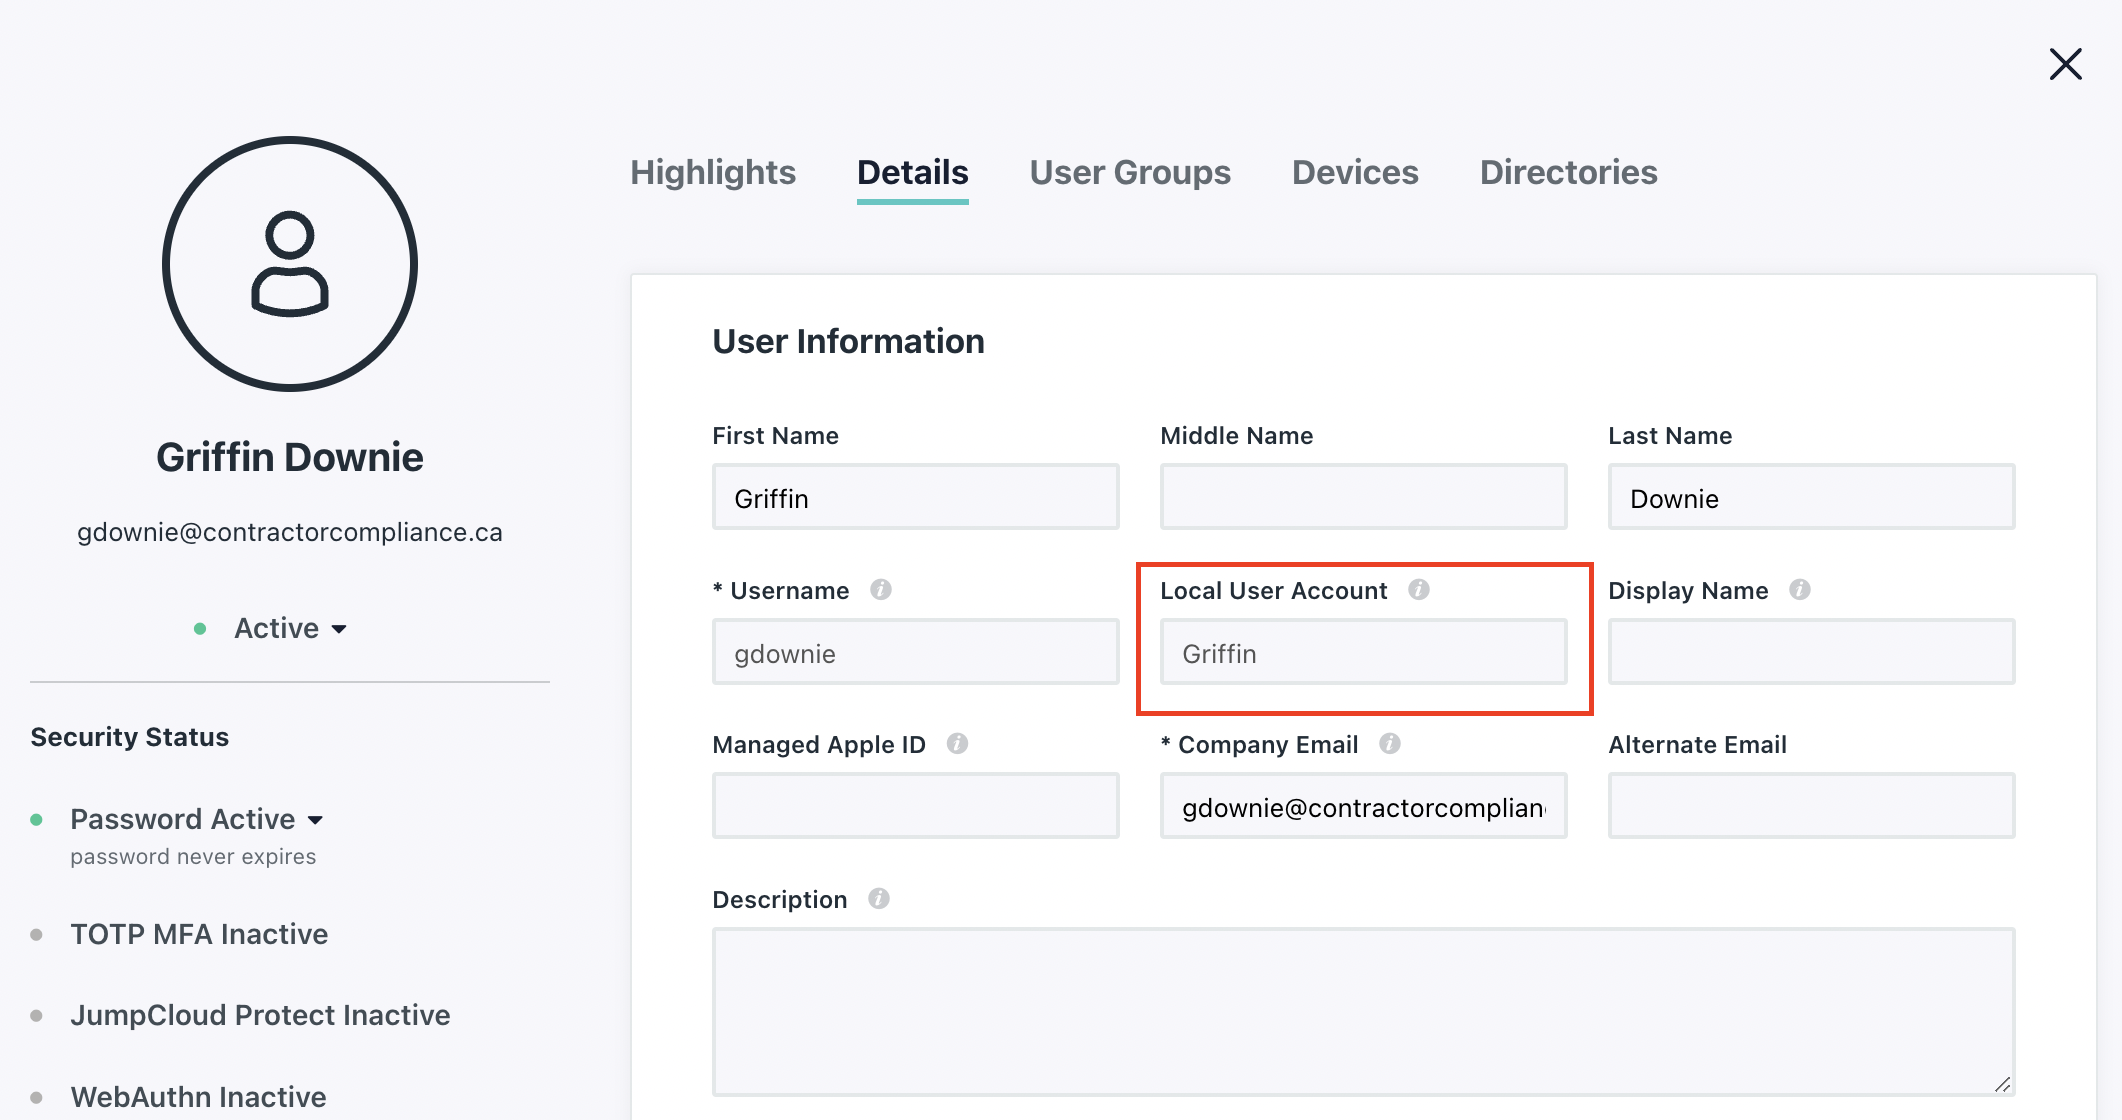 Highlights Details User Groups Devices Directories
Griffin Downie
gdownie@contractorcompliance.ca
Active
Security Status
Password Active
password never expires
TOTP MFA Inactive
JumpCloud Protect Inactive
WebAuthn Inactive
User Information
First Name Middle Name Last Name
Griffin Downie
* Username Local User Account Display Name
gdownie Griffin
Managed Apple ID * Company Email Alternate Email
gdownie@contractorcomplian
Description